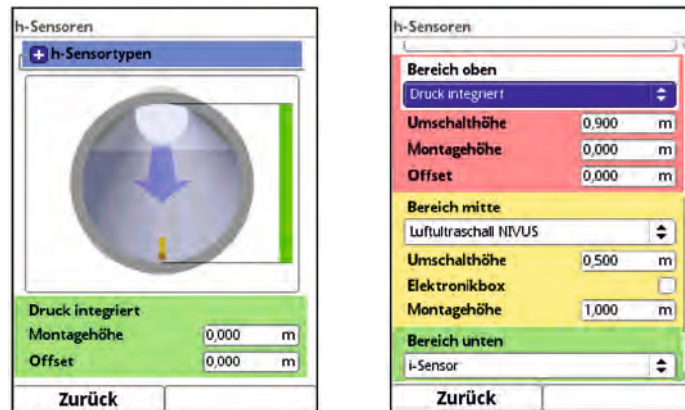 h-Sensoren
h-Sensortypen
Druck integriert
Montagehöhe 0,000 m
Offset 0,000 m
Zurück
h-Sensoren
Bereich oben
Druck integriert
Umschalthöhe 0,900 m
Montagehöhe 0,000 m
Offset 0,000 m
Bereich mitte
Luftultraschall NIVUS
Umschalthöhe 0,500 m
Elektronikbox
Montagehöhe 1,000 m
Bereich unten
i-Sensor
Zurück